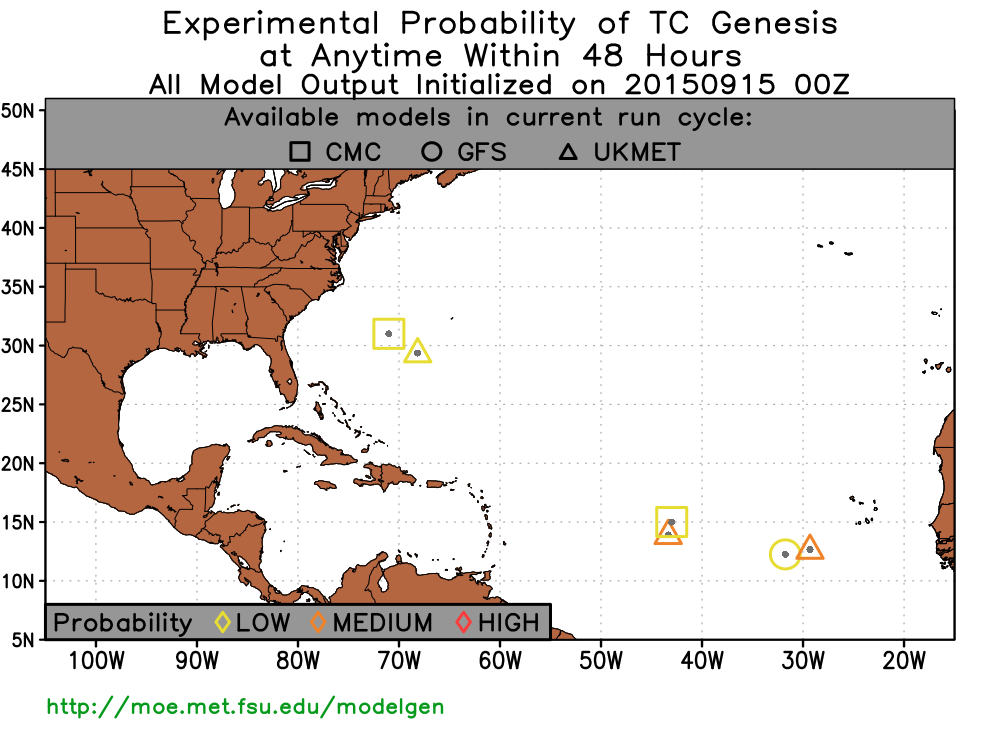 Experimental Probability of TC Genesis
at Anytime Within 48 Hours
All Model Output Initialized on 20150915 00Z
Available models in current run cycle:
CMC GFS UKMET
50N
45N
40N
35N
30N
25N
20N
15N
10N
5N
Probability LOW MEDIUM HIGH
100W 90W 80W 70W 60W 50W 40W 30W 20W
http://moe.met.fsu.edu/modelgen